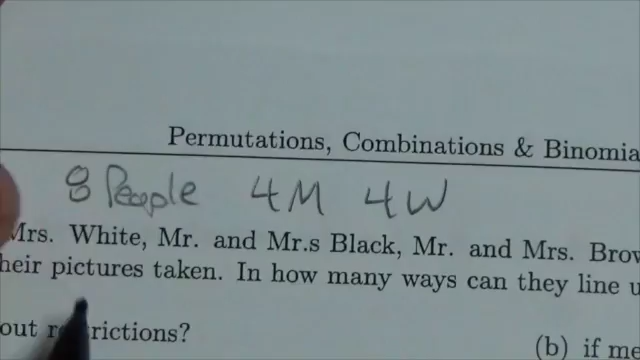 Permutations, Combinations & Binomia
8 People 4M 4W
Mrs. White, Mr. and Mr.s Black, Mr. and Mrs. Brow
heir pictures taken. In how many ways can they line u
out rictions?
(b) if me